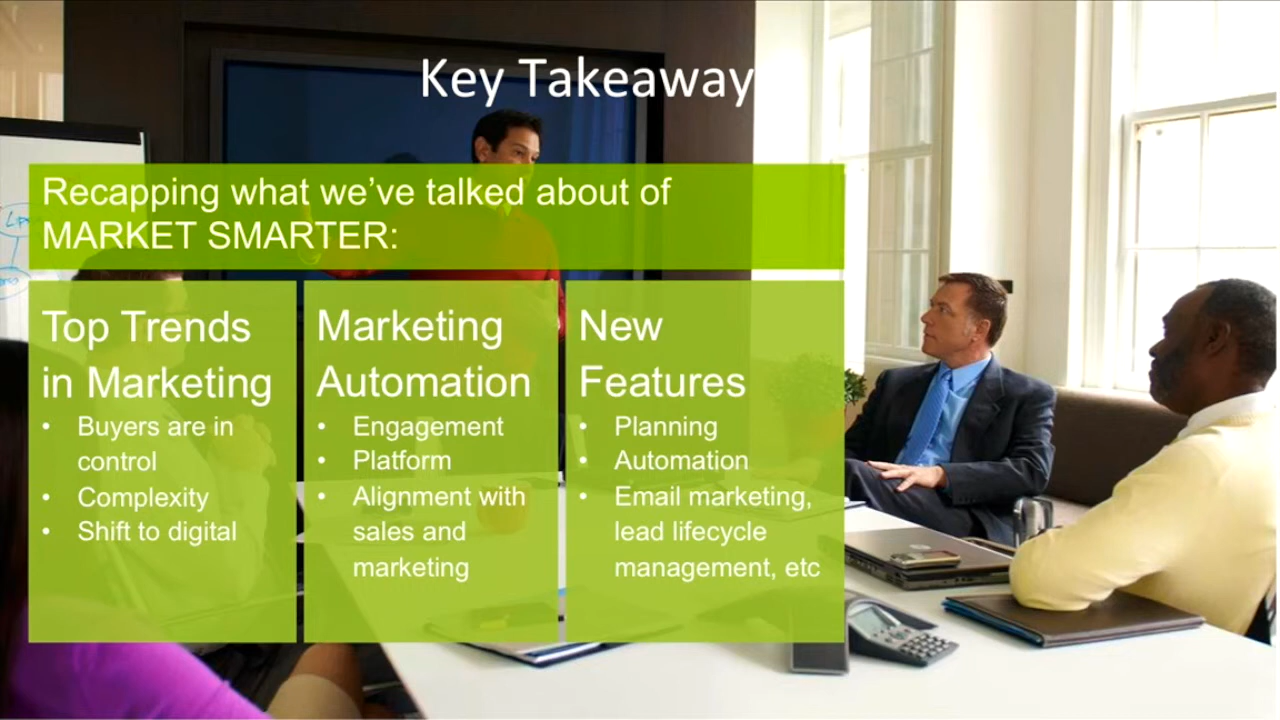 Key Takeaway
Recapping what we’ve talked about of
MARKET SMARTER:
Top Trends
in Marketing
• Buyers are in
control
• Complexity
• Shift to digital
Marketing
Automation
• Engagement
• Platform
• Alignment with
sales and
marketing
New
Features
• Planning
• Automation
• Email marketing,
lead lifecycle
management, etc